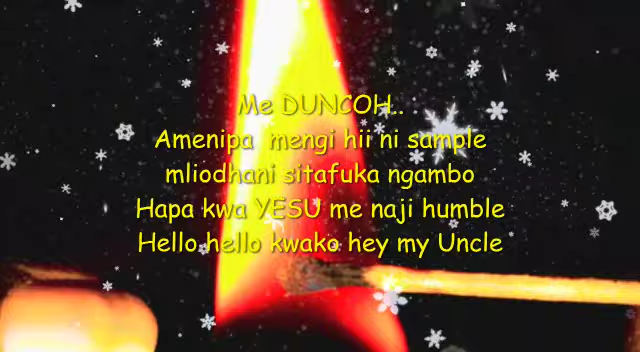 Me DUNCOH..
Amenipa mengi hii ni sample
mliodhani sitafuka ngambo
Hapa kwa YESU me naji humble
Hello hello kwako hey my Uncle